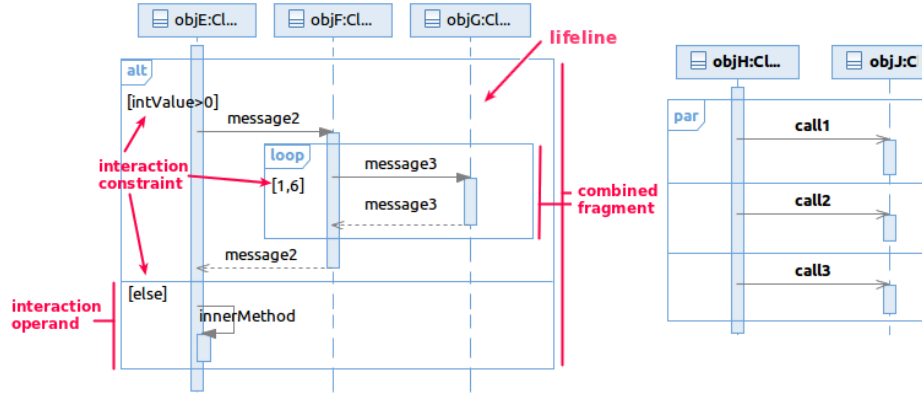 objE:Cl...
objF:Cl...
objG:Cl...
lifeline
objH:Cl...
objJ:C
alt
[intValue>0]
message2
loop
message3
interaction
constraint
[1,6]
message3
combined
fragment
message2
interaction
operand
[else]
innerMethod
par
call1
call2
call3